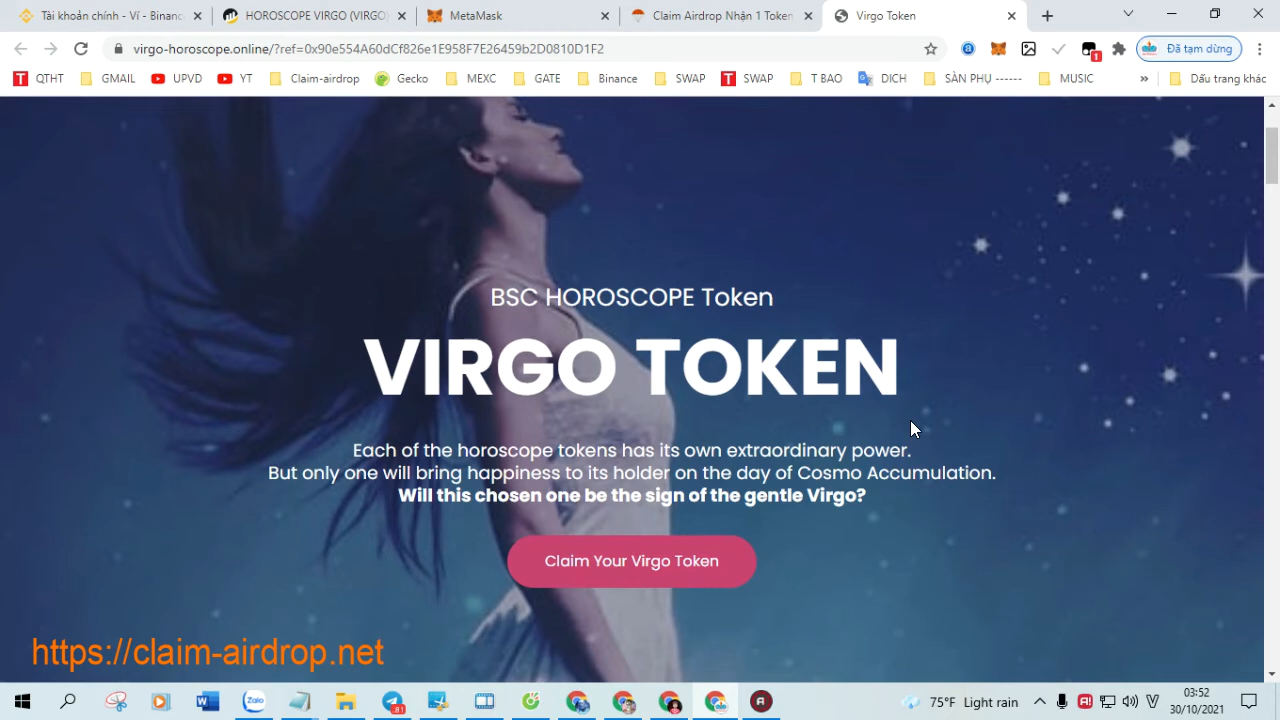 Tài khoản chính - Ví - Binanc
HOROSCOPE VIRGO (VIRGO)
MetaMask
Claim Airdrop Nhận 1 Token
Virgo Token
virgo-horoscope.online/?ref=0x90e554A60dCf826e1E958F7E26459b2D0810D1F2
1
Đã tạm dừng
T QTHT
GMAIL
UPVD
YT
Claim-airdrop
Gecko
MEXC
GATE
Binance
SWAP
T SWAP
T BAO
DICH
SÀN PHỤ ------
MUSIC
»
Dấu trang khác
BSC HOROSCOPE Token
VIRGO TOKEN
Each of the horoscope tokens has its own extraordinary power.
But only one will bring happiness to its holder on the day of Cosmo Accumulation.
Will this chosen one be the sign of the gentle Virgo?
Claim Your Virgo Token
https://claim-airdrop.net
Zalo
81
75°F Light rain
03:52
30/10/2021